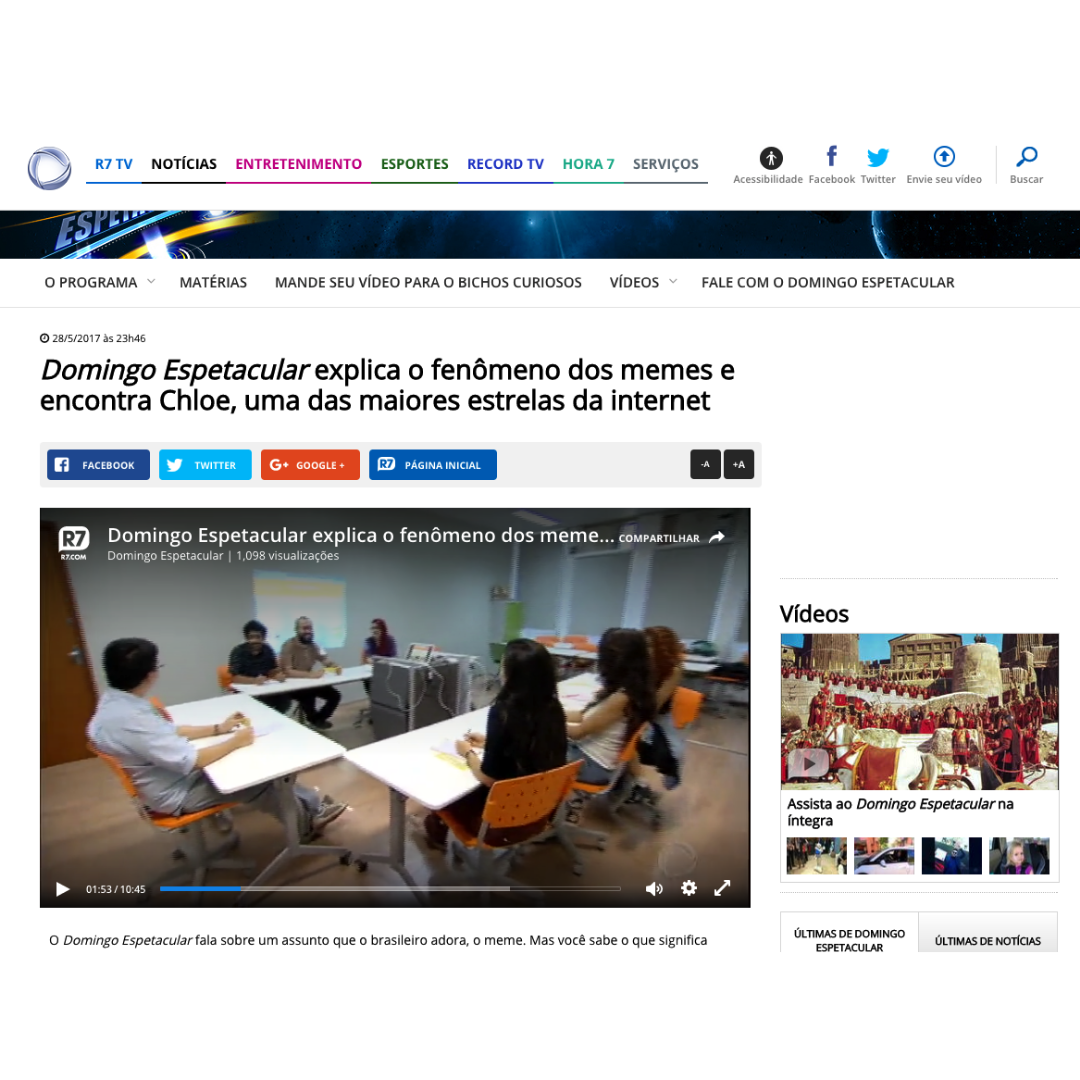 R7 TV NOTÍCIAS ENTRETENIMENTO ESPORTES RECORD TV HORA 7 SERVIÇOS
Acessibilidade Facebook Twitter Envie seu vídeo Buscar
O PROGRAMA MATÉRIAS MANDE SEU VÍDEO PARA O BICHOS CURIOSOS VÍDEOS FALE COM O DOMINGO ESPETACULAR
28/5/2017 às 23h46
Domingo Espetacular explica o fenômeno dos memes e
encontra Chloe, uma das maiores estrelas da internet
FACEBOOK TWITTER G+ GOOGLE + R7 PÁGINA INICIAL -A +A
R7
R7.COM
Domingo Espetacular explica o fenômeno dos meme... COMPARTILHAR
Domingo Espetacular | 1,098 visualizações
01:53 / 10:45
O Domingo Espetacular fala sobre um assunto que o brasileiro adora, o meme. Mas você sabe o que significa
Vídeos
Assista ao Domingo Espetacular na
íntegra
ÚLTIMAS DE DOMINGO
ESPETACULAR
ÚLTIMAS DE NOTÍCIAS